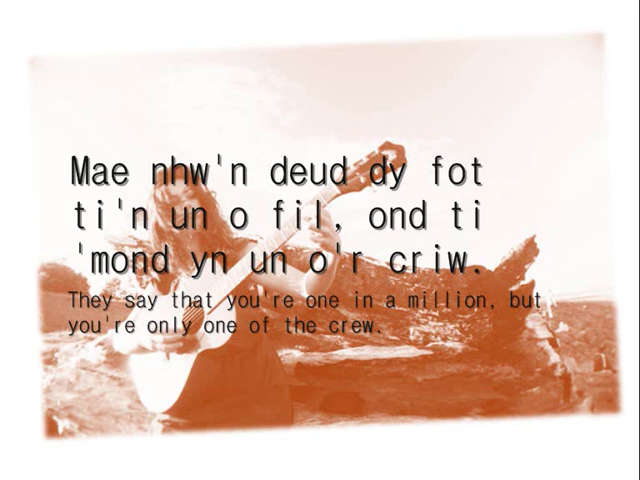 Mae nhw'n deud dy fot
ti'n un o fil, ond ti
'mond yn un o'r criw.
They say that you're one in a million, but
you're only one of the crew.